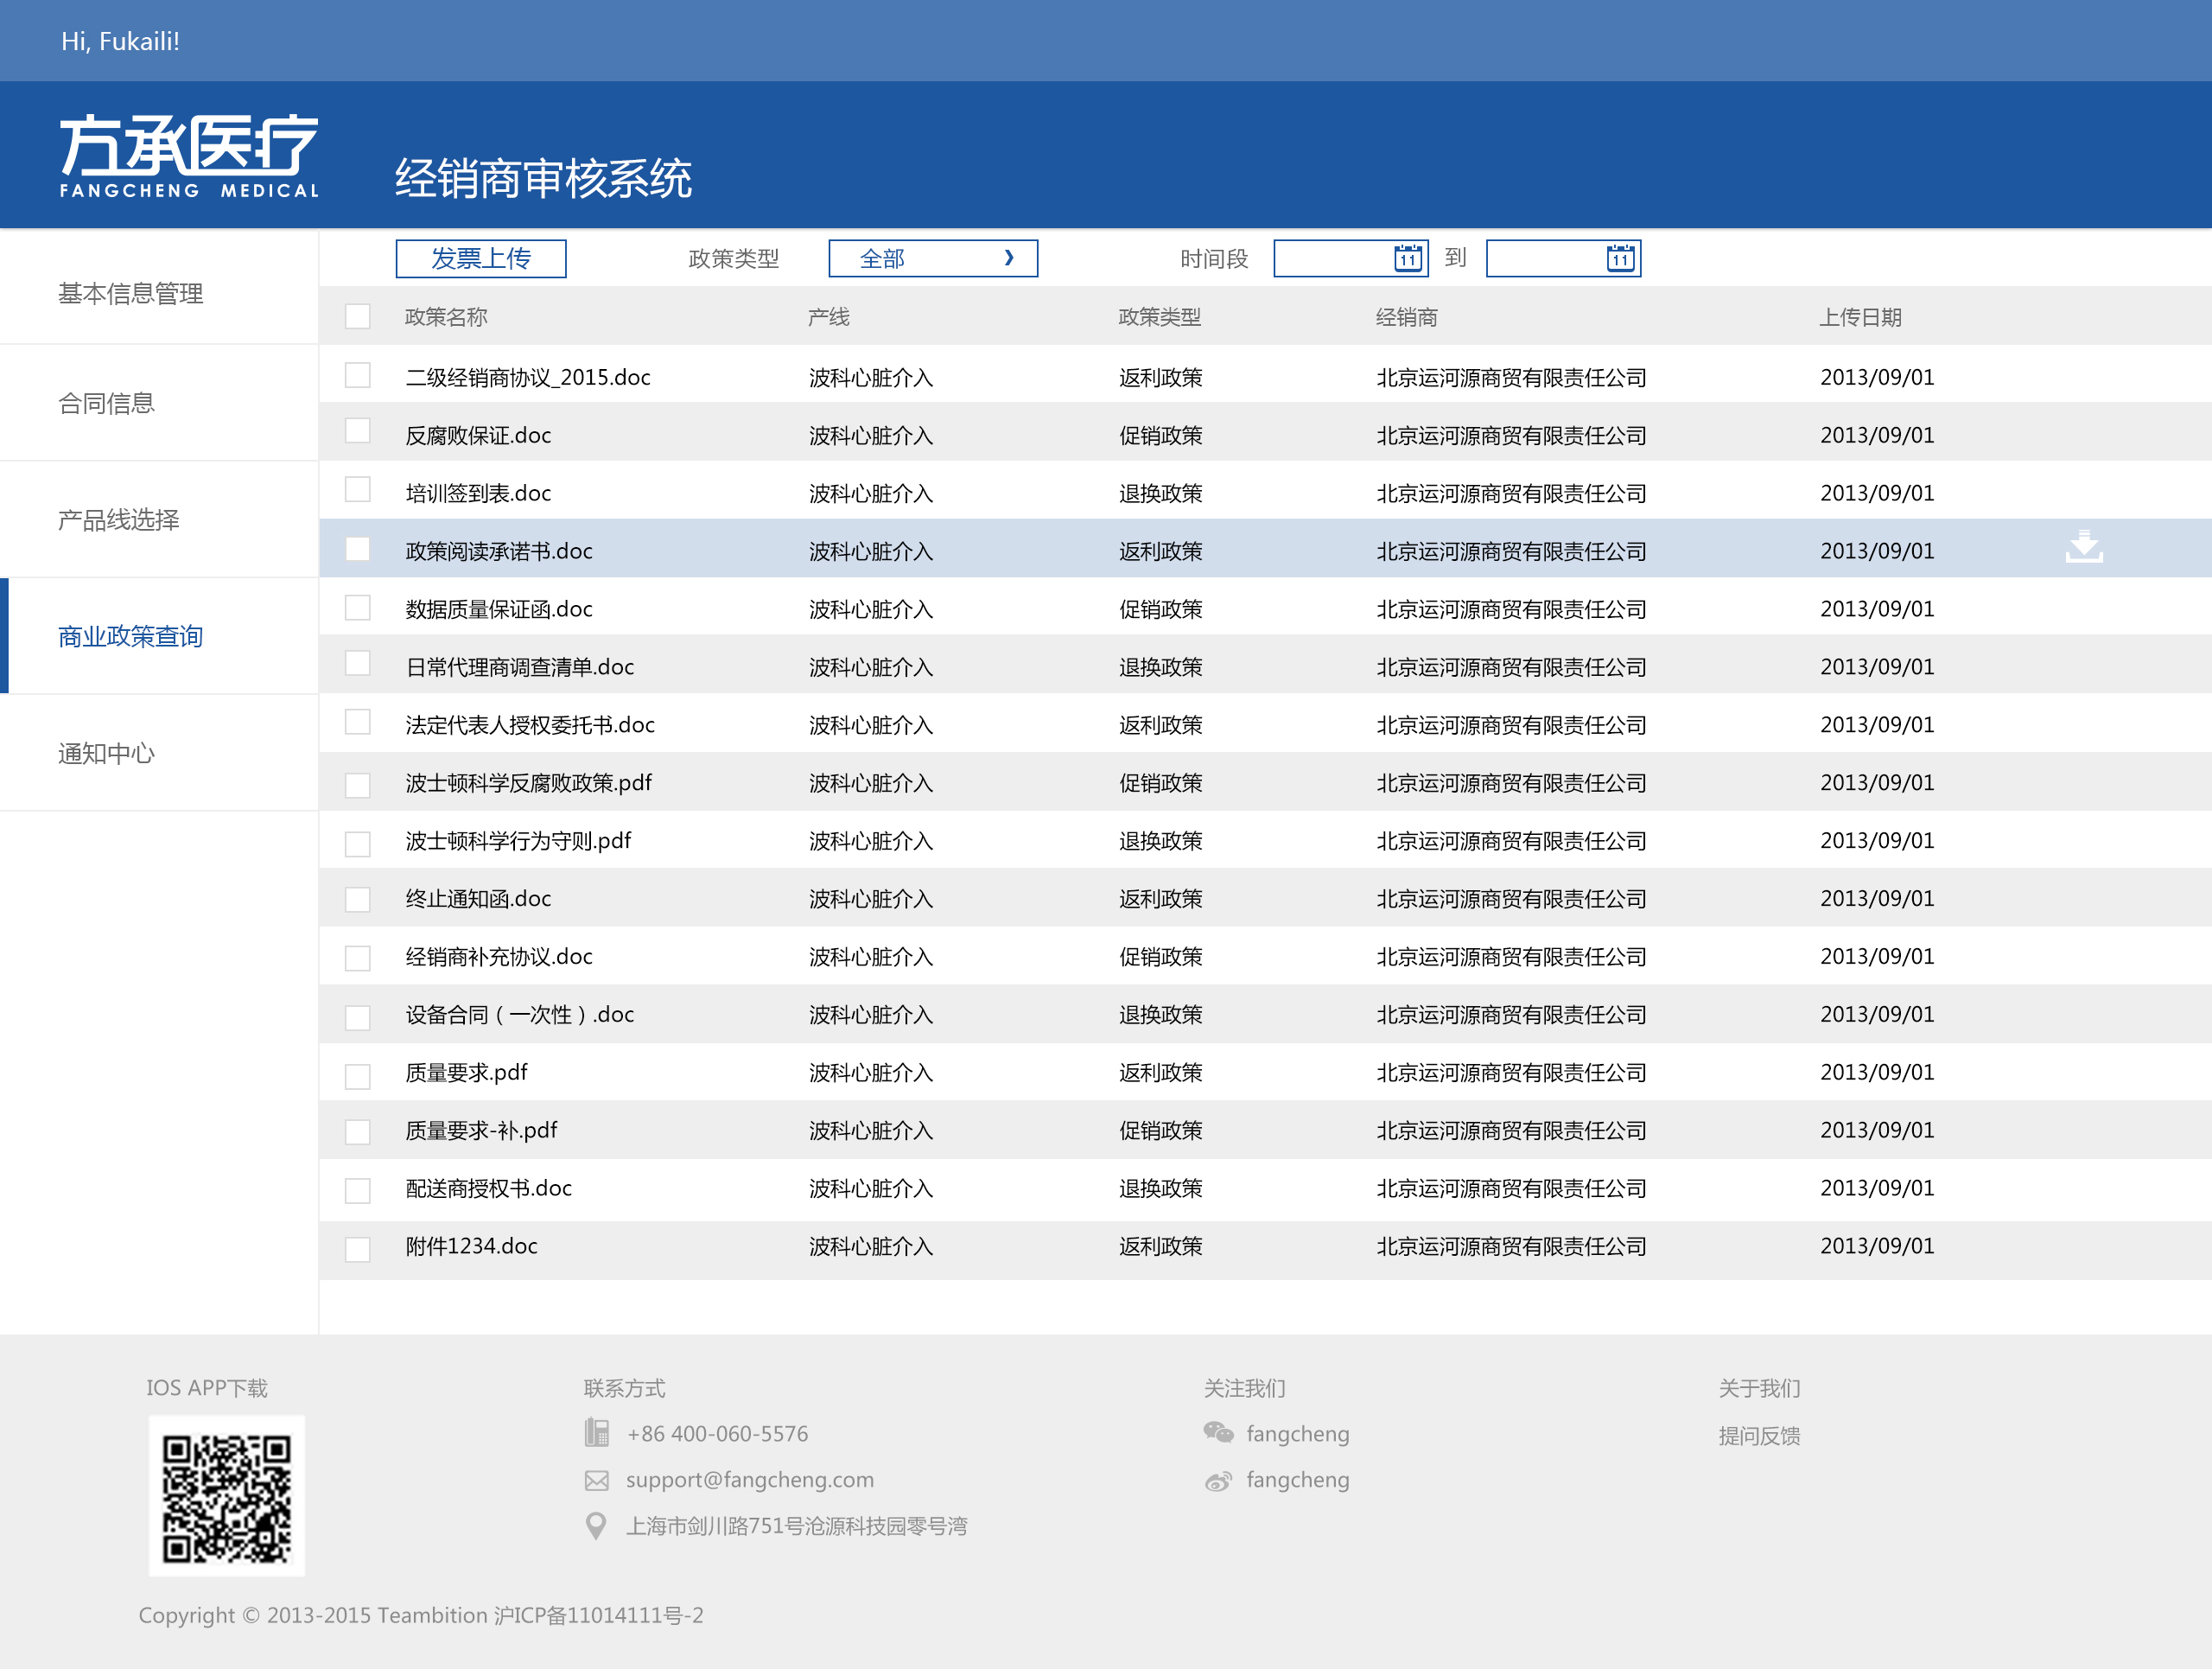 Hi, Fukaili!
方承医疗
FANGCHENG MEDICAL
经销商审核系统
发票上传 政策类型 全部 时间段 11 到 11
基本信息管理
合同信息
产品线选择
商业政策查询
通知中心
政策名称 产线 政策类型 经销商 上传日期
二级经销商协议_2015.doc 波科心脏介入 返利政策 北京运河源商贸有限责任公司 2013/09/01
反腐败保证.doc 波科心脏介入 促销政策 北京运河源商贸有限责任公司 2013/09/01
培训签到表.doc 波科心脏介入 退换政策 北京运河源商贸有限责任公司 2013/09/01
政策阅读承诺书.doc 波科心脏介入 返利政策 北京运河源商贸有限责任公司 2013/09/01
数据质量保证函.doc 波科心脏介入 促销政策 北京运河源商贸有限责任公司 2013/09/01
日常代理商调查清单.doc 波科心脏介入 退换政策 北京运河源商贸有限责任公司 2013/09/01
法定代表人授权委托书.doc 波科心脏介入 返利政策 北京运河源商贸有限责任公司 2013/09/01
波士顿科学反腐败政策.pdf 波科心脏介入 促销政策 北京运河源商贸有限责任公司 2013/09/01
波士顿科学行为守则.pdf 波科心脏介入 退换政策 北京运河源商贸有限责任公司 2013/09/01
终止通知函.doc 波科心脏介入 返利政策 北京运河源商贸有限责任公司 2013/09/01
经销商补充协议.doc 波科心脏介入 促销政策 北京运河源商贸有限责任公司 2013/09/01
设备合同（一次性）.doc 波科心脏介入 退换政策 北京运河源商贸有限责任公司 2013/09/01
质量要求.pdf 波科心脏介入 返利政策 北京运河源商贸有限责任公司 2013/09/01
质量要求-补.pdf 波科心脏介入 促销政策 北京运河源商贸有限责任公司 2013/09/01
配送商授权书.doc 波科心脏介入 退换政策 北京运河源商贸有限责任公司 2013/09/01
附件1234.doc 波科心脏介入 返利政策 北京运河源商贸有限责任公司 2013/09/01
IOS APP下载
联系方式
+86 400-060-5576
support@fangcheng.com
上海市剑川路751号沧源科技园零号湾
关注我们
fangcheng
fangcheng
关于我们
提问反馈
Copyright © 2013-2015 Teambition 沪ICP备11014111号-2